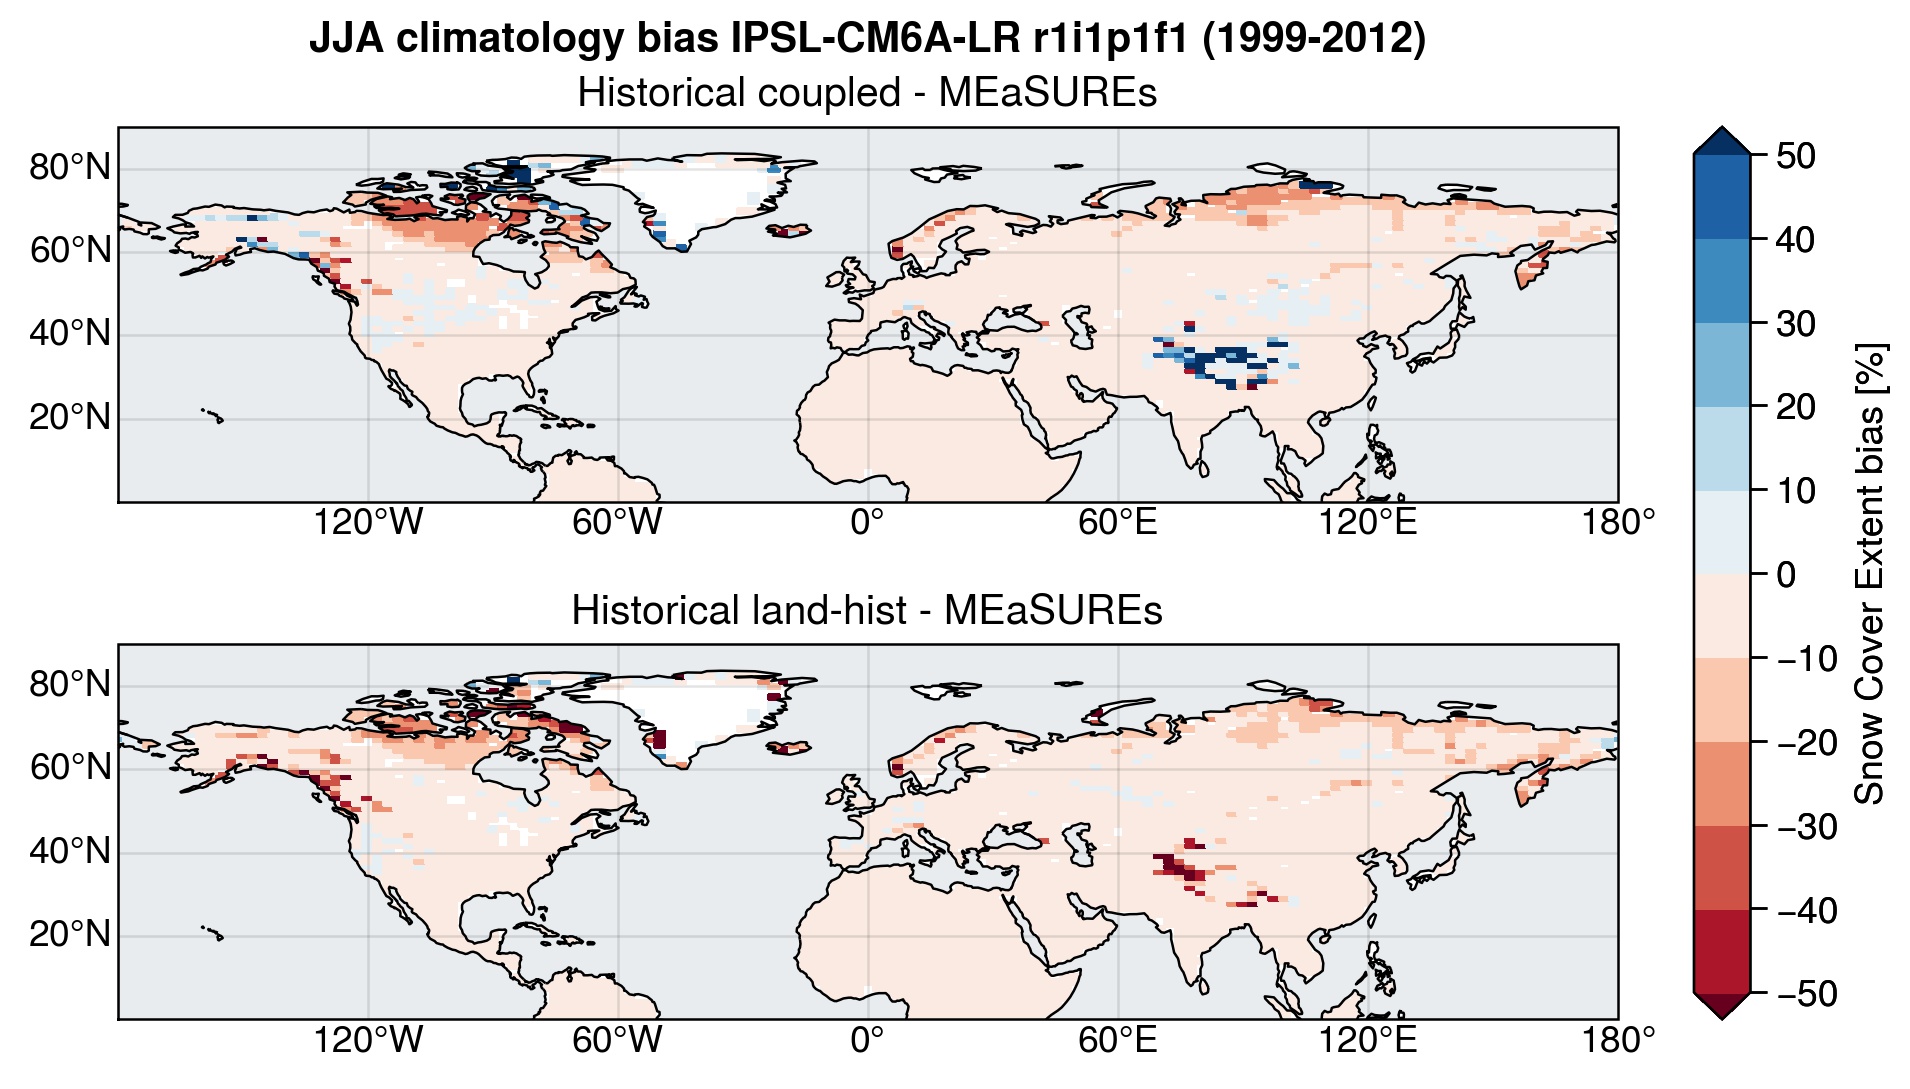 JJA climatology bias IPSL-CM6A-LR r1i1p1f1 (1999-2012)
Historical coupled - MEaSUREs
80°N
60°N
40°N
20°N
120°W 60°W 0° 60°E 120°E 180°
Historical land-hist - MEaSUREs
80°N
60°N
40°N
20°N
120°W 60°W 0° 60°E 120°E 180°
50
40
30
20
10
0
−10
−20
−30
−40
−50
Snow Cover Extent bias [%]